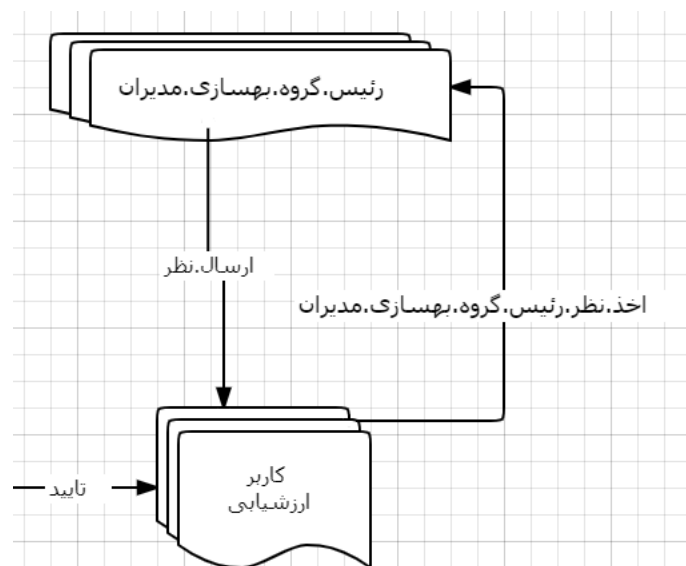 رئیس.گروه.بهسازی.مدیران
ارسال.نظر
اخذ.نظر.رئیس.گروه.بهسازی.مدیران
کاربر
ارزشیابی
تایید